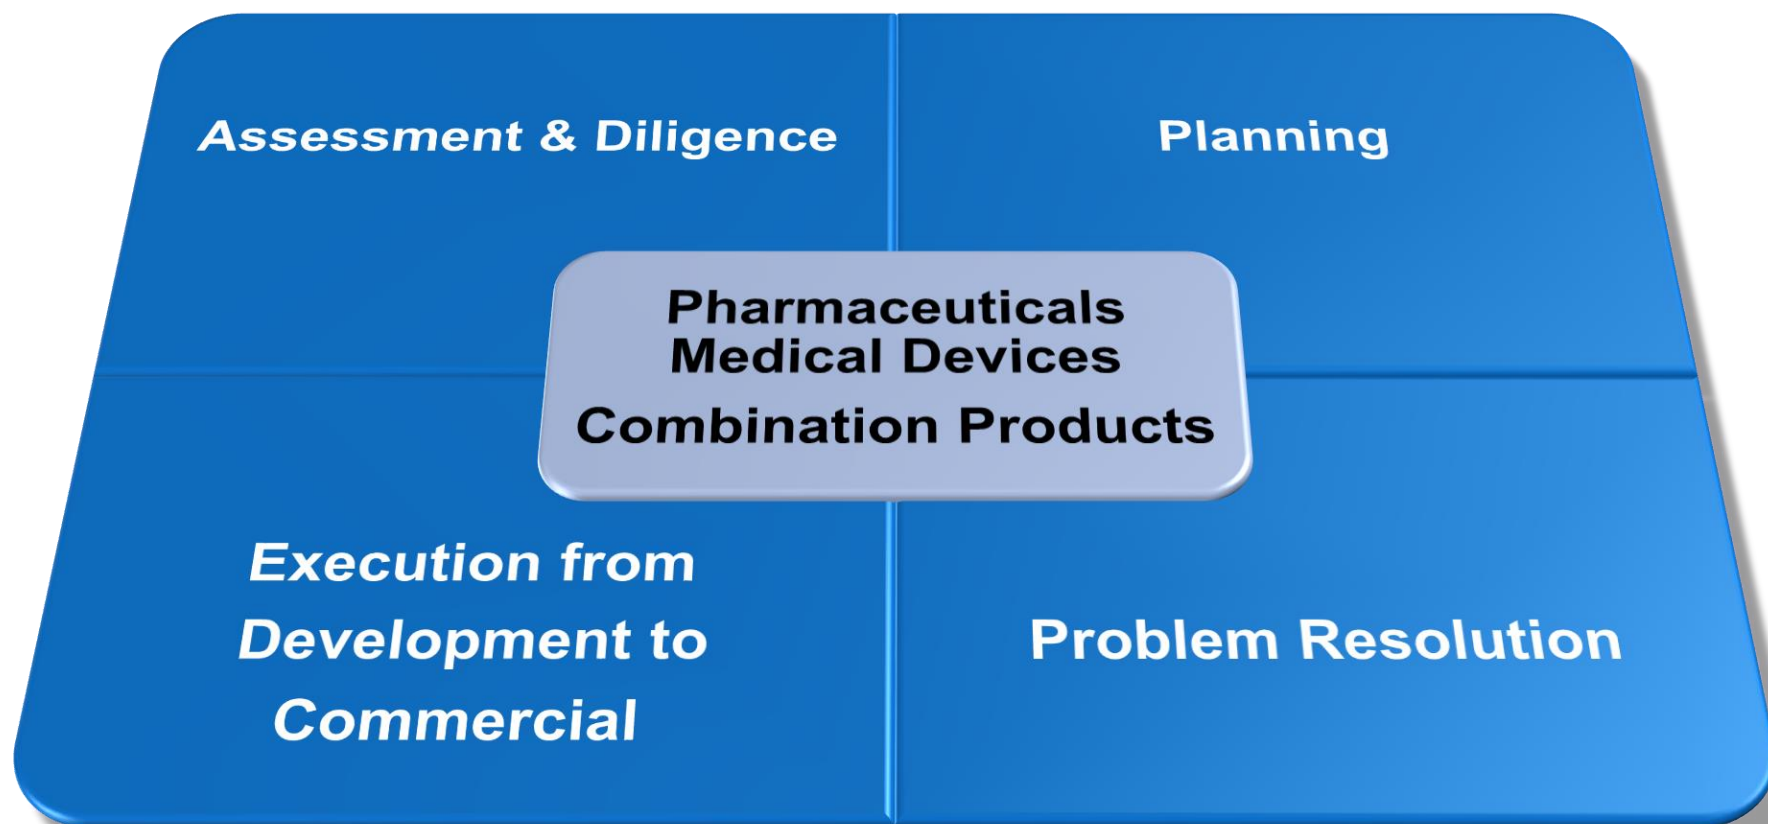 Assessment & Diligence
Planning
Pharmaceuticals
Medical Devices
Combination Products
Execution from
Development to
Commercial
Problem Resolution